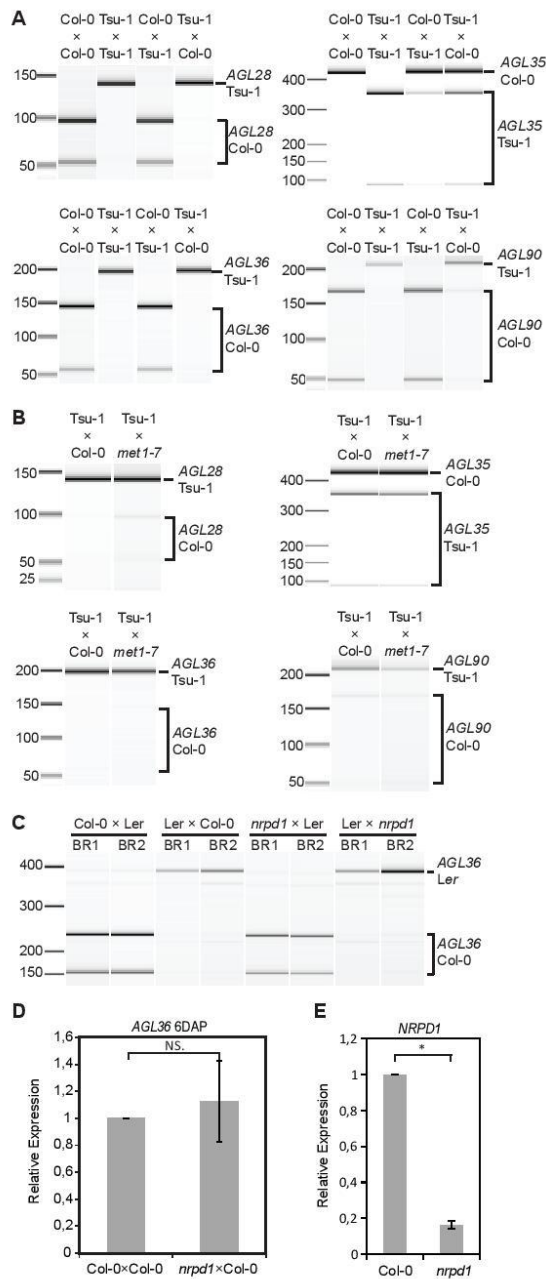 A
Col-0 Tsu-1 Col-0 Tsu-1
× × × ×
Col-0 Tsu-1 Tsu-1 Col-0
150
100
50
AGL28
Tsu-1
AGL28
Col-0
Col-0 Tsu-1 Col-0 Tsu-1
× × × ×
Col-0 Tsu-1 Tsu-1 Col-0
400
300
200
150
100
AGL35
Col-0
AGL35
Tsu-1
Col-0 Tsu-1 Col-0 Tsu-1
× × × ×
Col-0 Tsu-1 Tsu-1 Col-0
200
150
100
50
AGL36
Tsu-1
AGL36
Col-0
Col-0 Tsu-1 Col-0 Tsu-1
× × × ×
Col-0 Tsu-1 Tsu-1 Col-0
200
150
100
50
AGL90
Tsu-1
AGL90
Col-0
B
Tsu-1 Tsu-1
× ×
Col-0 met1-7
150
100
50
25
AGL28
Tsu-1
AGL28
Col-0
Tsu-1 Tsu-1
× ×
Col-0 met1-7
400
300
200
150
100
AGL35
Col-0
AGL35
Tsu-1
Tsu-1 Tsu-1
× ×
Col-0 met1-7
200
150
100
50
AGL36
Tsu-1
AGL36
Col-0
Tsu-1 Tsu-1
× ×
Col-0 met1-7
200
150
100
50
AGL90
Tsu-1
AGL90
Col-0
C
Col-0 × Ler Ler × Col-0 nrpd1 × Ler Ler × nrpd1
BR1 BR2 BR1 BR2 BR1 BR2 BR1 BR2
400
300
200
150
AGL36
Ler
AGL36
Col-0
D
AGL36 6DAP
NS.
Relative Expression
1,6
1,4
1,2
1
0,8
0,6
0,4
0,2
0
Col-0×Col-0 nrpd1×Col-0
E
NRPD1
*
Relative Expression
1,2
1
0,8
0,6
0,4
0,2
0
Col-0 nrpd1